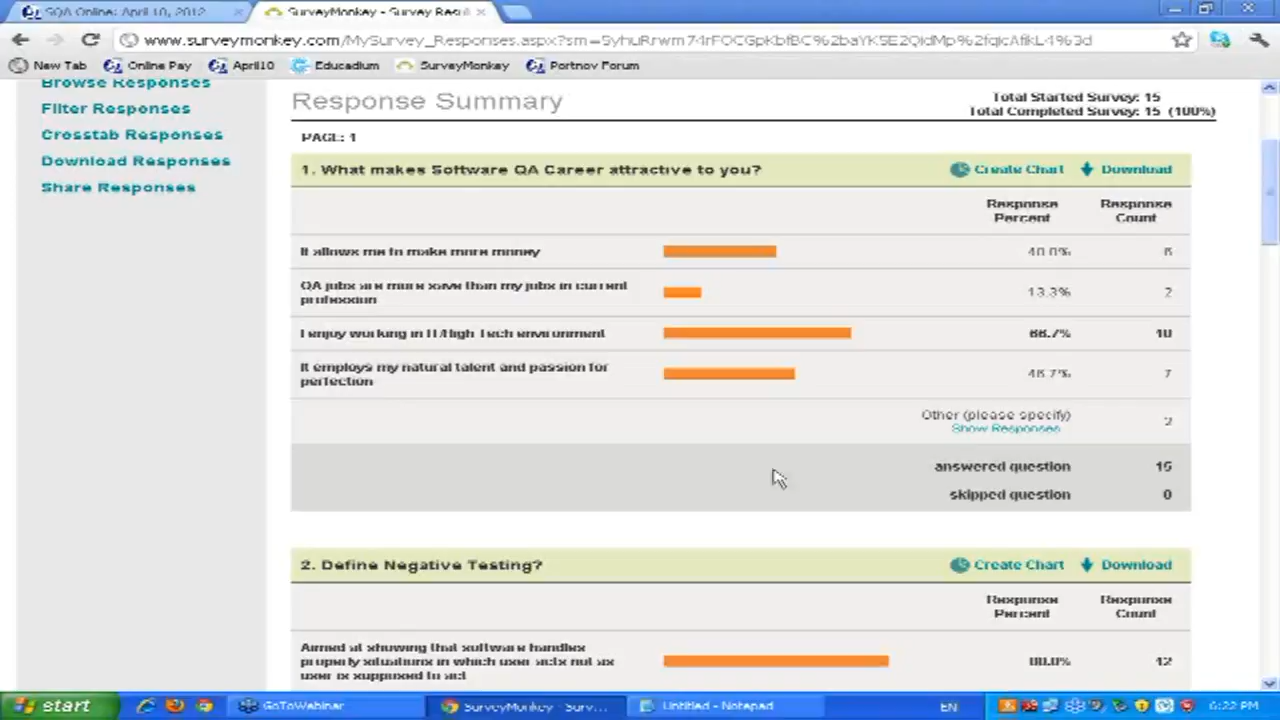 SQA Online: April 10, 2012
SurveyMonkey - Survey Resul
www.surveymonkey.com/MySurvey_Responses.aspx?sm=
New Tab
Online Pay
April10
Educadium
SurveyMonkey
Portnov Forum
Browse Responses
Filter Responses
Crosstab Responses
Download Responses
Share Responses
Response Summary
Total Started Survey: 15
Total Completed Survey: 15 (100%)
PAGE: 1
1. What makes Software QA Career attractive to you?
Create Chart
Download
Response Percent
Response Count
It allows me to make more money
40.0%
6
QA jobs are more save than my jobs in current
profession
13.3%
2
I enjoy working in IT/High Tech environment
66.7%
10
It employs my natural talent and passion for
perfection
46.7%
7
Other (please specify)
Show Responses
2
answered question
15
skipped question
0
2. Define Negative Testing?
Create Chart
Download
Response Percent
Response Count
Aimed at showing that software handles
properly situations in which user acts not as
user is supposed to act
12
start
GoToWebinar
SurveyMonkey - Surv...
Untitled - Notepad
EN
6:22 PM